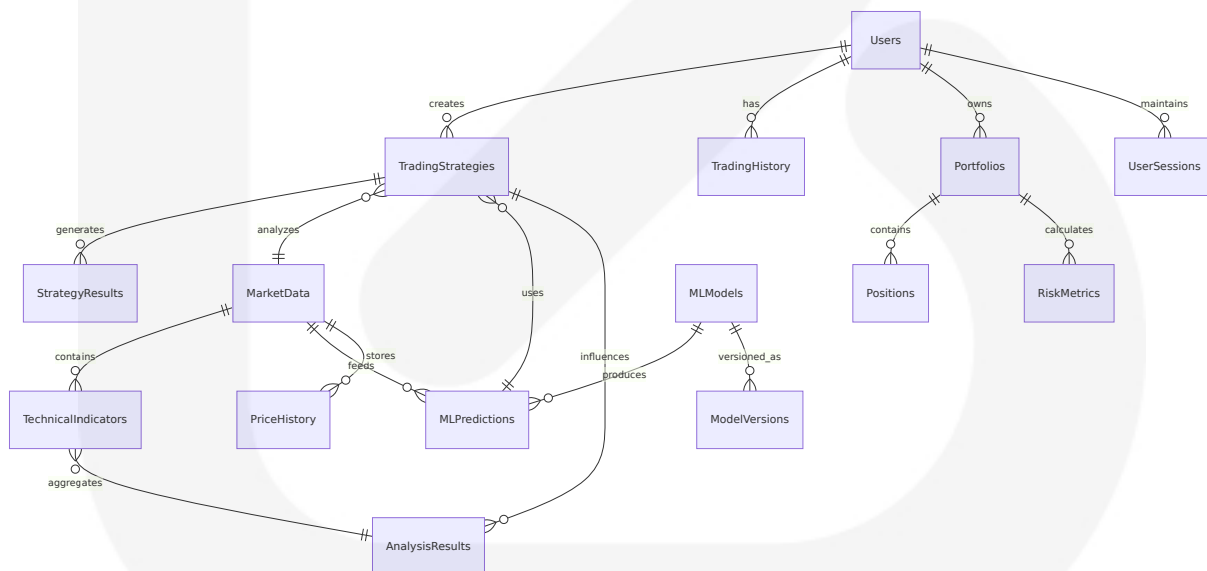 Users
creates
has
owns
maintains
TradingStrategies
TradingHistory
Portfolios
UserSessions
generates
analyzes
contains
calculates
StrategyResults
MarketData
uses
MLModels
Positions
RiskMetrics
contains
stores
feeds
influences
versioned_as
produces
TechnicalIndicators
PriceHistory
MLPredictions
ModelVersions
aggregates
AnalysisResults